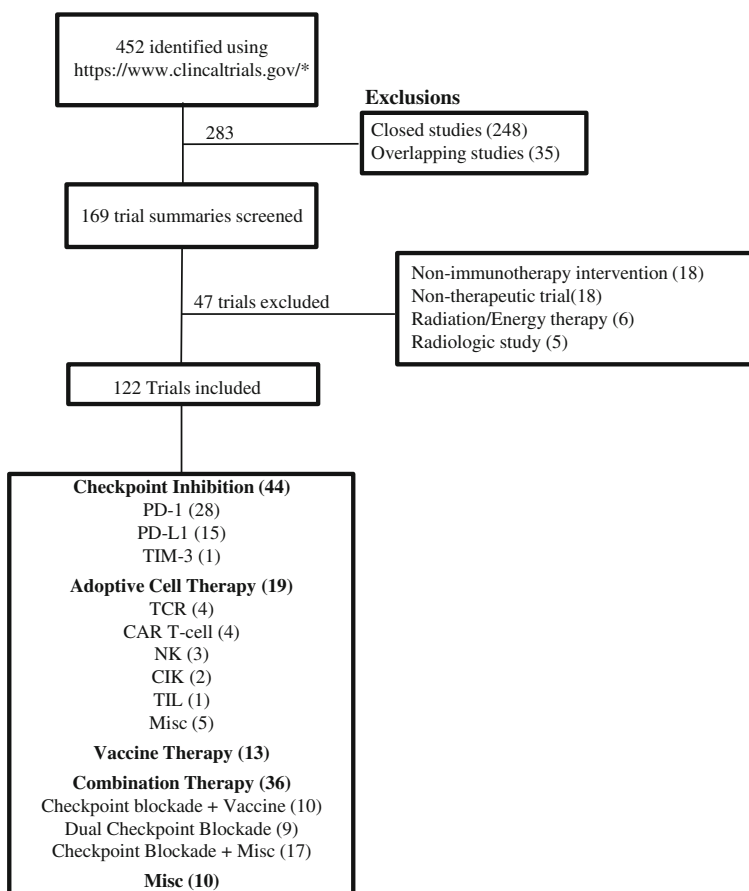 452 identified using
https://www.clincaltrials.gov/*
Exclusions
283
Closed studies (248)
Overlapping studies (35)
169 trial summaries screened
47 trials excluded
Non-immunotherapy intervention (18)
Non-therapeutic trial(18)
Radiation/Energy therapy (6)
Radiologic study (5)
122 Trials included
Checkpoint Inhibition (44)
PD-1 (28)
PD-L1 (15)
TIM-3 (1)
Adoptive Cell Therapy (19)
TCR (4)
CAR T-cell (4)
NK (3)
CIK (2)
TIL (1)
Misc (5)
Vaccine Therapy (13)
Combination Therapy (36)
Checkpoint blockade + Vaccine (10)
Dual Checkpoint Blockade (9)
Checkpoint Blockade + Misc (17)
Misc (10)